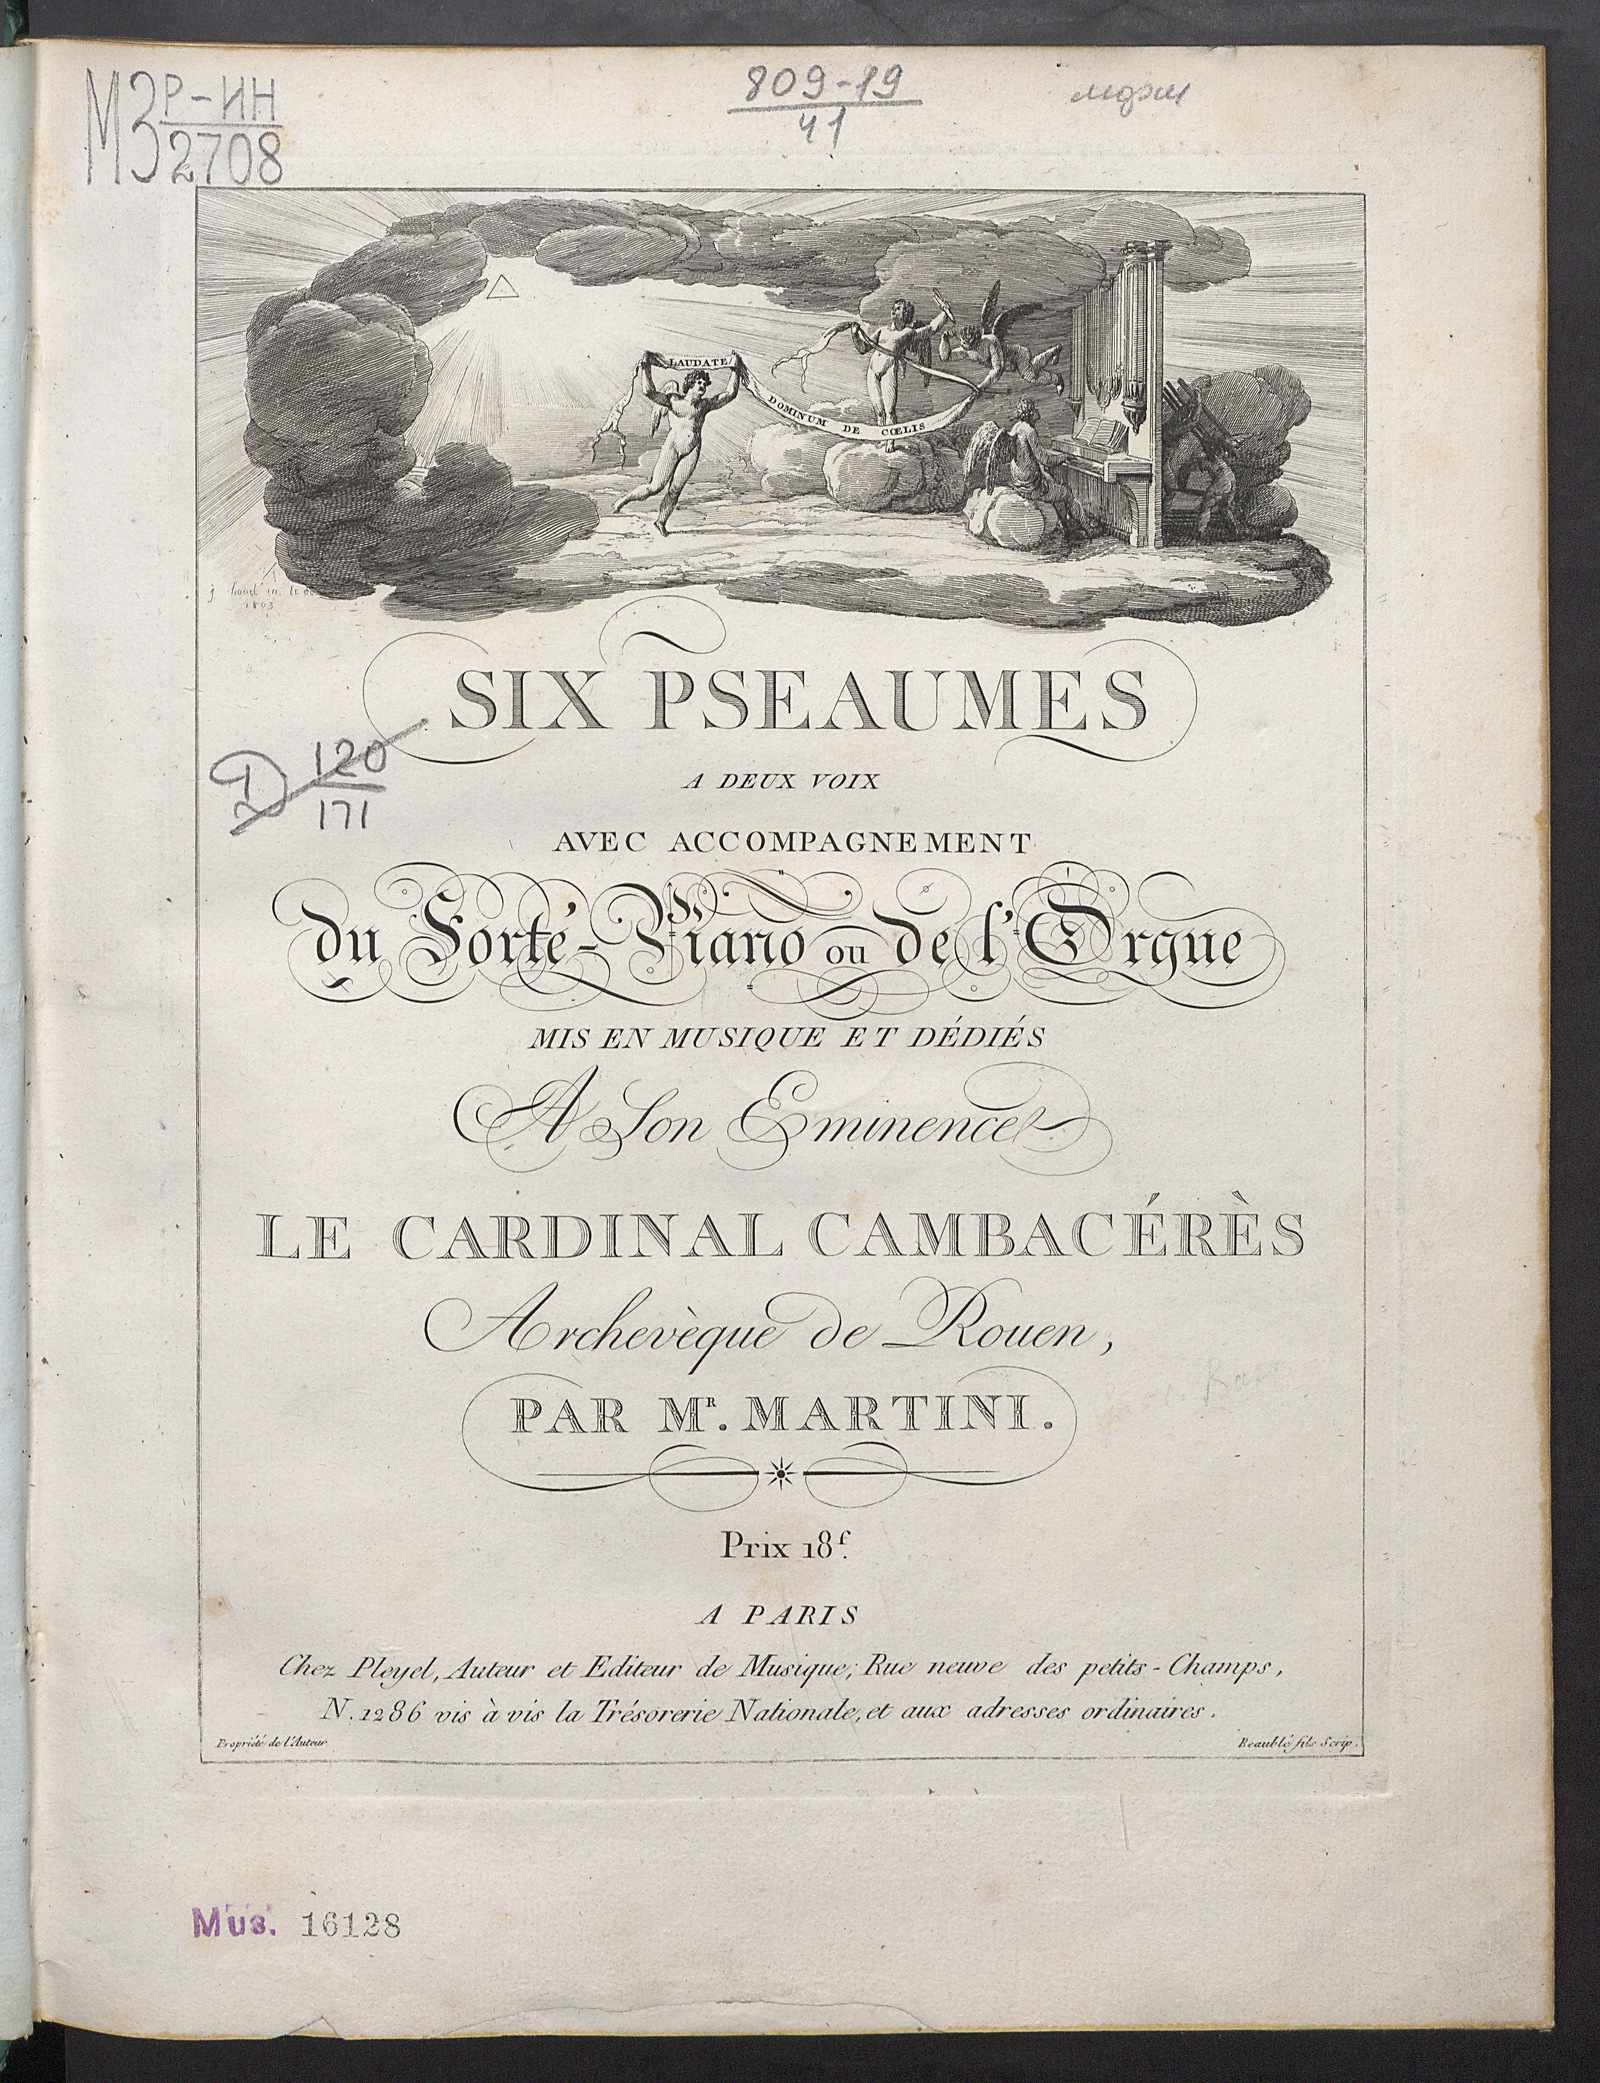 МЗ Р-ИН
2708
809-19
41
LAUDATE
DOMINUM DE CŒLIS
1803
SIX PSEAUMES
120
171
A DEUX VOIX
AVEC ACCOMPAGNEMENT
du Forté-Piano ou de l'Orgue
MIS EN MUSIQUE ET DÉDIÉS
A Son Eminence
LE CARDINAL CAMBACÉRÈS
Archevèque de Rouen,
PAR MR. MARTINI.
Prix 18f.
A PARIS
Chez Pleyel, Auteur et Editeur de Musique, Rue neuve des petits-Champs,
N. 1286 vis à vis la Trésorerie Nationale, et aux adresses ordinaires.
Propriété de l'Auteur
Beaublé fils Scrip.
Mus. 16128